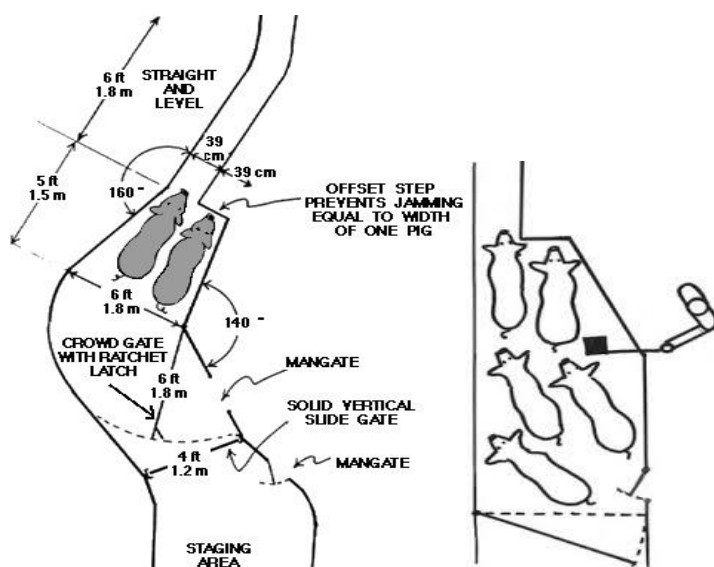 6 ft
1.8 m
STRAIGHT
AND
LEVEL
39
cm
39 cm
5 ft
1.5 m
160°
OFFSET STEP
PREVENTS JAMMING
EQUAL TO WIDTH
OF ONE PIG
6 ft
1.8 m
140°
CROWD GATE
WITH RATCHET
LATCH
6 ft
1.8 m
MANGATE
SOLID VERTICAL
SLIDE GATE
4 ft
1.2 m
MANGATE
STAGING
AREA